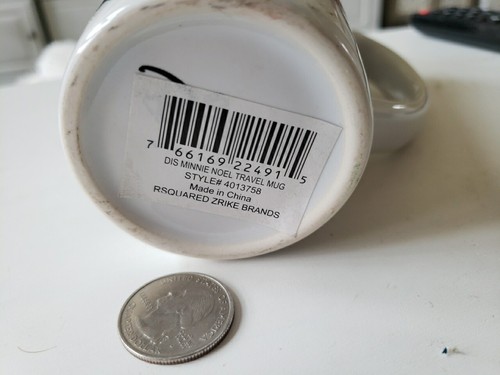 7 66169 22491 5
DIS MINNIE NOEL TRAVEL MUG
STYLE# 4013758
Made in China
RSQUARED ZRIKE BRANDS